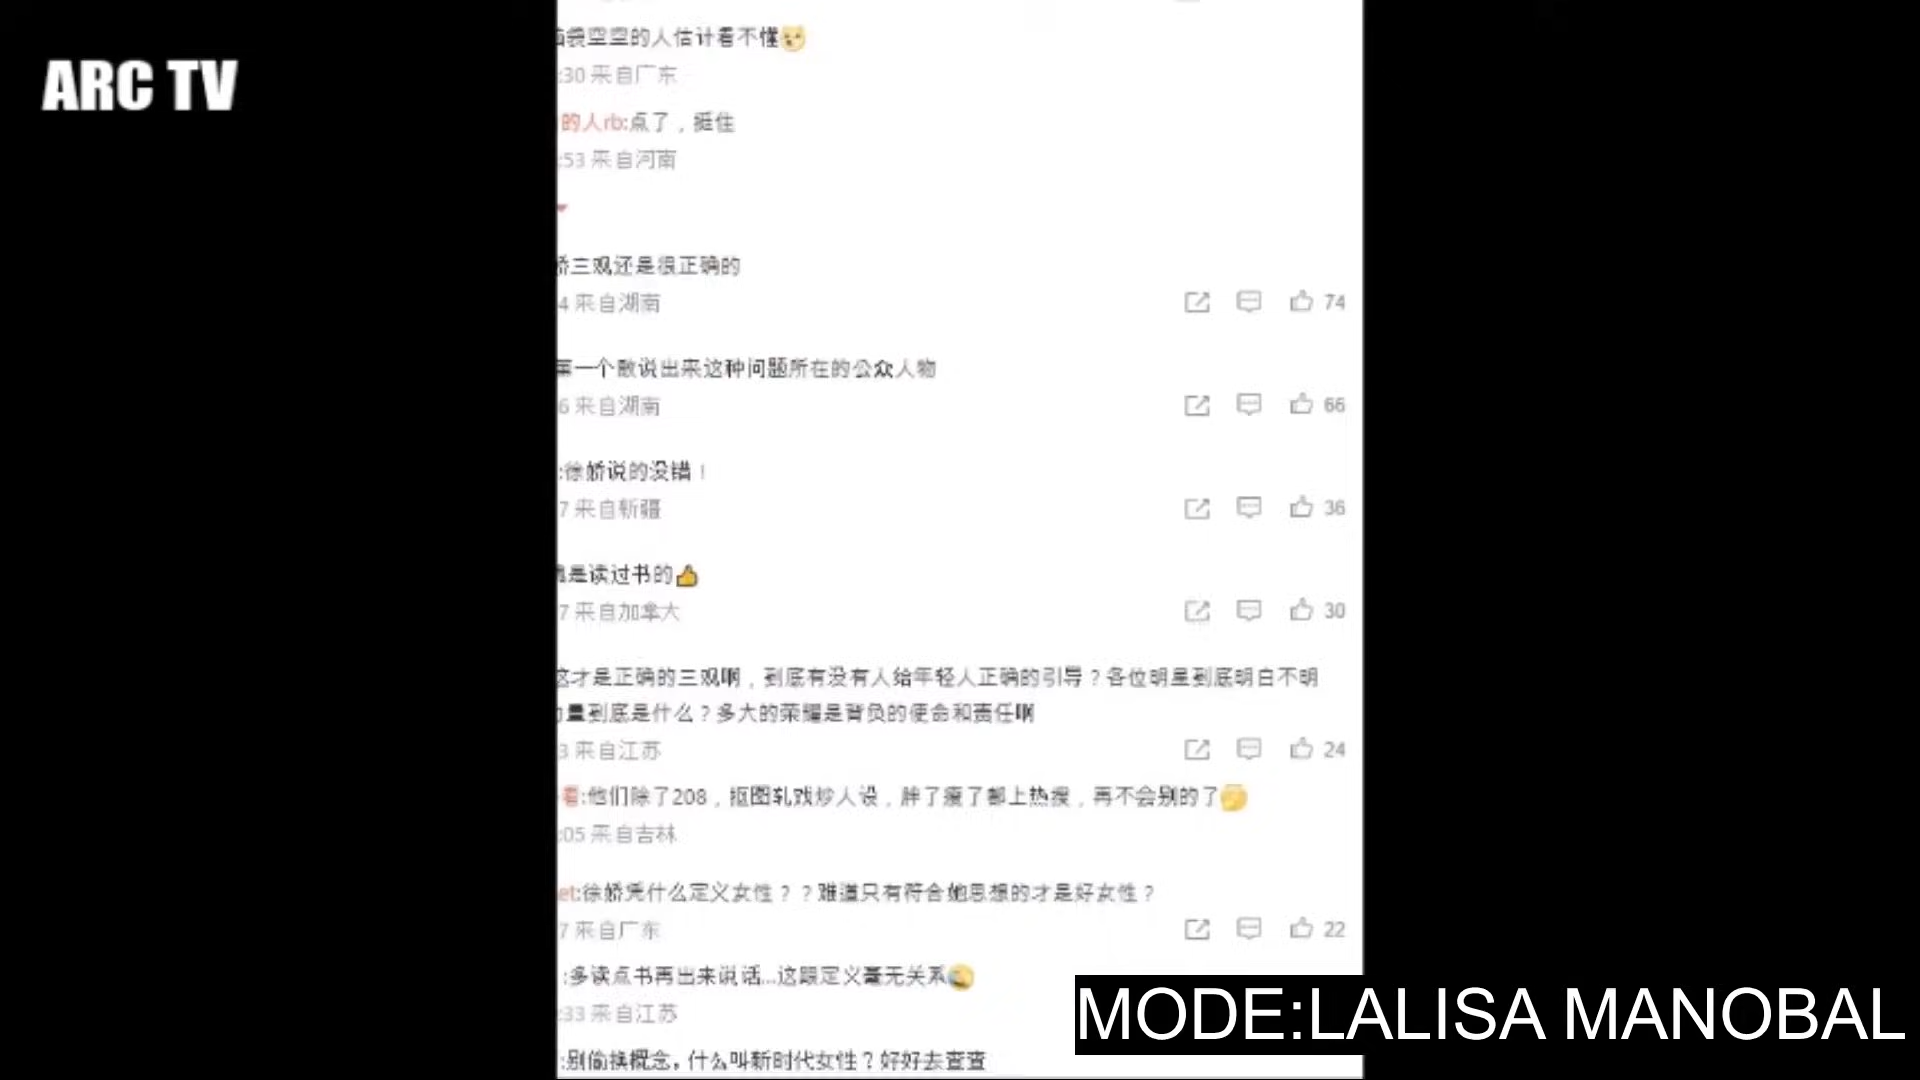 ARC TV
袋空空的人估计看不懂
:30 来自广东
的人rb:点了，挺住
:53 来自河南
娇三观还是很正确的
4 来自湖南
74
第一个敢说出来这种问题所在的公众人物
6 来自湖南
66
:徐娇说的没错！
7 来自新疆
36
是读过书的
7 来自加拿大
30
这才是正确的三观啊，到底有没有人给年轻人正确的引导？各位明星到底明白不明
量到底是什么？多大的荣耀是背负的使命和责任啊
3 来自江苏
24
看:他们除了208，抠图轧戏炒人设，胖了瘦了都上热搜，再不会别的了
:05 来自吉林
et:徐娇凭什么定义女性？？难道只有符合她思想的才是好女性？
7 来自广东
22
:多读点书再出来说话...这跟定义毫无关系
:33 来自江苏
:别偷换概念，什么叫新时代女性？好好去查查
MODE:LALISA MANOBAL